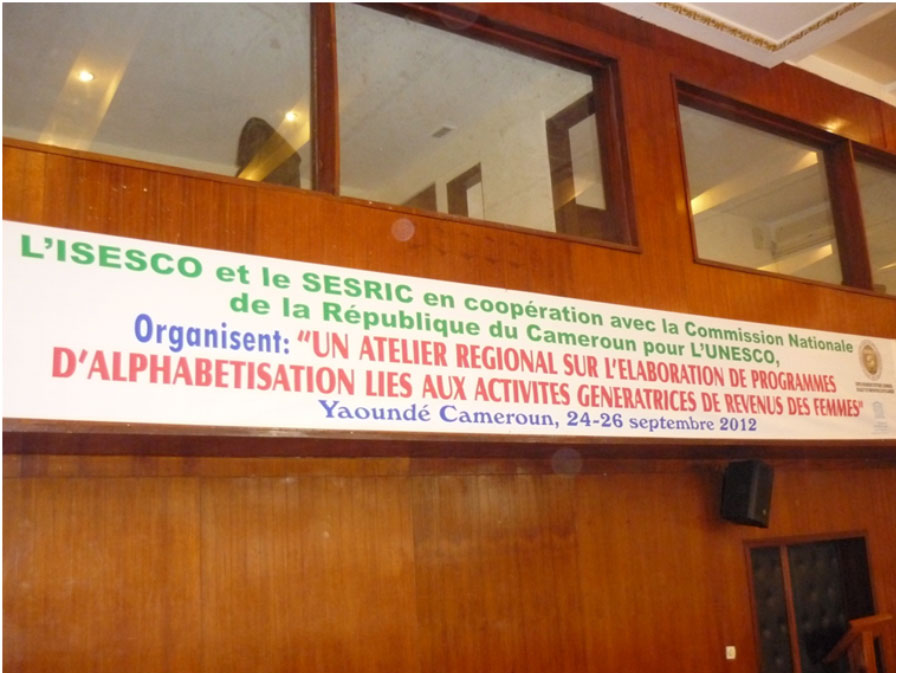 L'ISESCO et le SESRIC en coopération avec la Commission Nationale
de la République du Cameroun pour L'UNESCO,
Organisent: "UN ATELIER REGIONAL SUR L'ELABORATION DE PROGRAMMES
D'ALPHABETISATION LIES AUX ACTIVITES GENERATRICES DE REVENUS DES FEMMES"
Yaoundé Cameroun, 24-26 septembre 2012